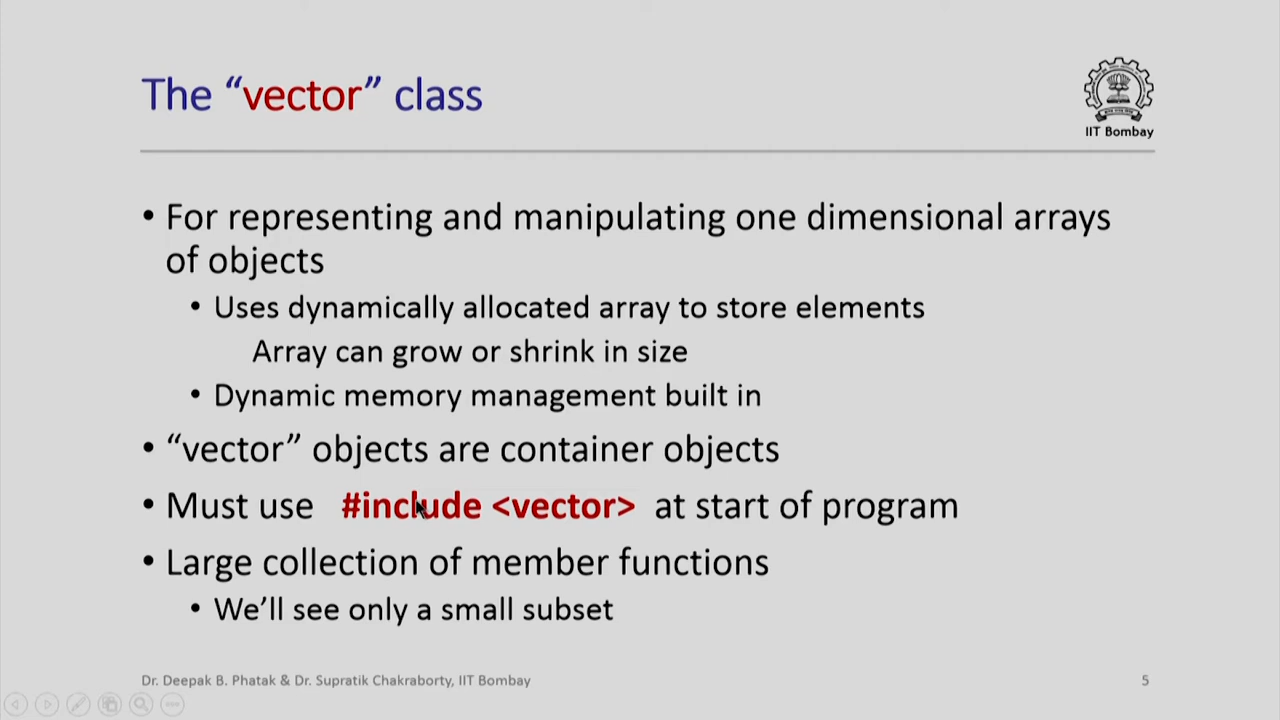 The “vector” class
IIT Bombay
• For representing and manipulating one dimensional arrays
of objects
• Uses dynamically allocated array to store elements
Array can grow or shrink in size
• Dynamic memory management built in
• “vector” objects are container objects
• Must use #include <vector> at start of program
• Large collection of member functions
• We’ll see only a small subset
Dr. Deepak B. Phatak & Dr. Supratik Chakraborty, IIT Bombay
5